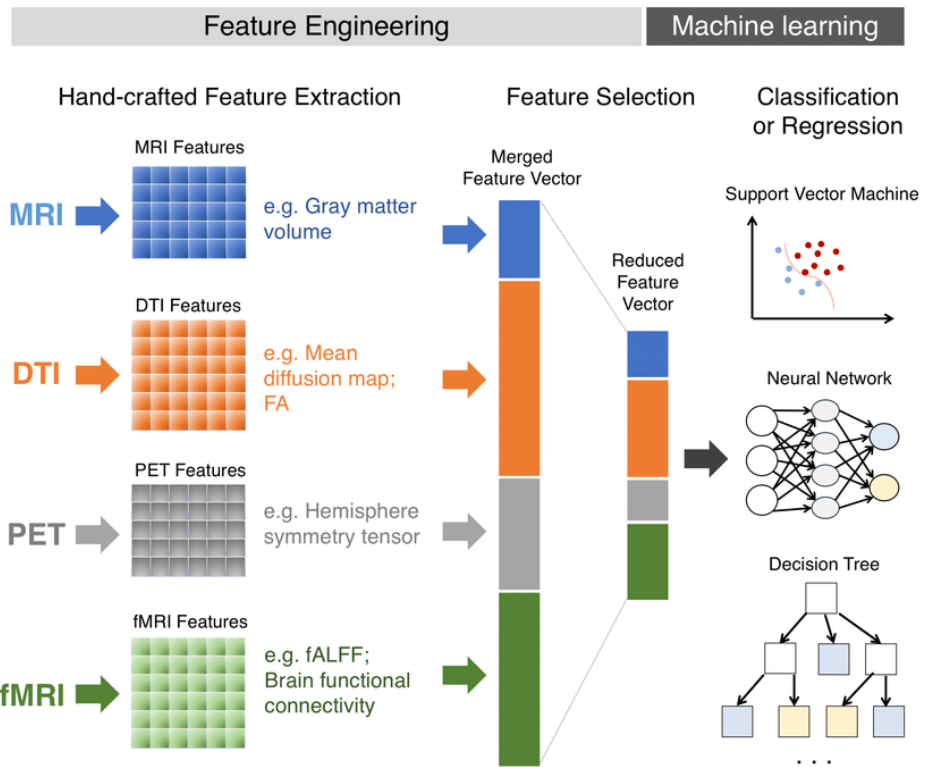 Feature Engineering
Machine learning
Hand-crafted Feature Extraction
Feature Selection
Classification
or Regression
MRI Features
MRI
e.g. Gray matter
volume
DTI Features
DTI
e.g. Mean
diffusion map;
FA
PET Features
PET
e.g. Hemisphere
symmetry tensor
fMRI Features
fMRI
e.g. fALFF;
Brain functional
connectivity
Merged
Feature Vector
Reduced
Feature
Vector
Support Vector Machine
Neural Network
Decision Tree
. . .